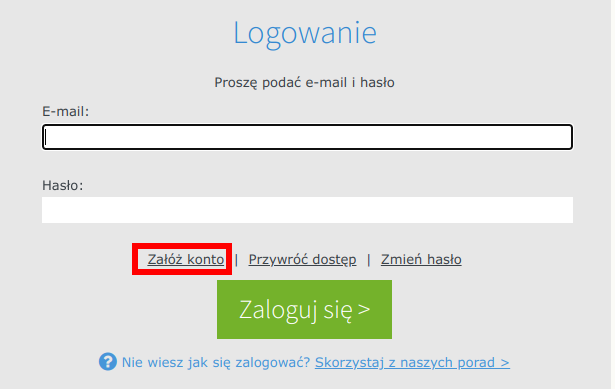 Logowanie
Proszę podać e-mail i hasło
E-mail:
Hasło:
Załóż konto | Przywróć dostęp | Zmień hasło
Zaloguj się >
? Nie wiesz jak się zalogować? Skorzystaj z naszych porad >